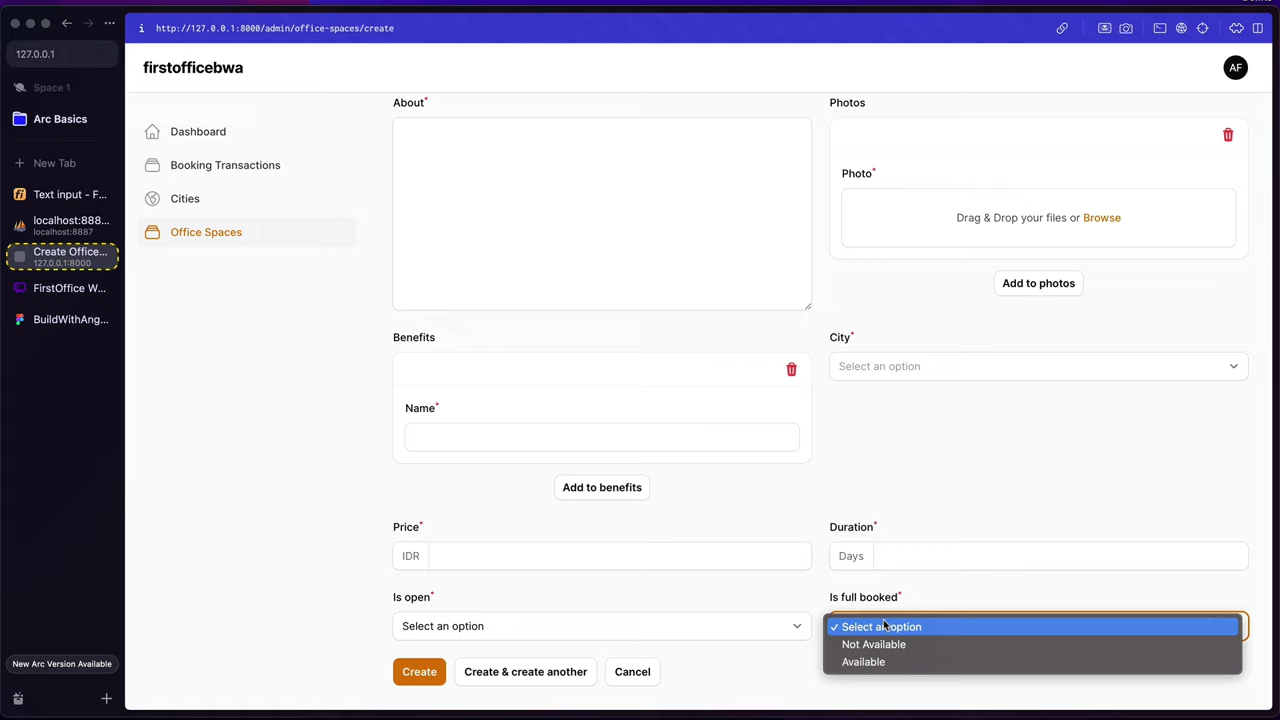 http://127.0.0.1:8000/admin/office-spaces/create
127.0.0.1
Space 1
Arc Basics
New Tab
Text input - F...
localhost:888...
localhost:8887
Create Office...
127.0.0.1:8000
FirstOffice W...
BuildWithAng...
New Arc Version Available
firstofficebwa
AF
Dashboard
Booking Transactions
Cities
Office Spaces
About*
Photos
Photo*
Drag & Drop your files or Browse
Add to photos
Benefits
Name*
Add to benefits
City*
Select an option
Price*
IDR
Duration*
Days
Is open*
Select an option
Is full booked*
✓ Select an option
Not Available
Available
Create
Create & create another
Cancel